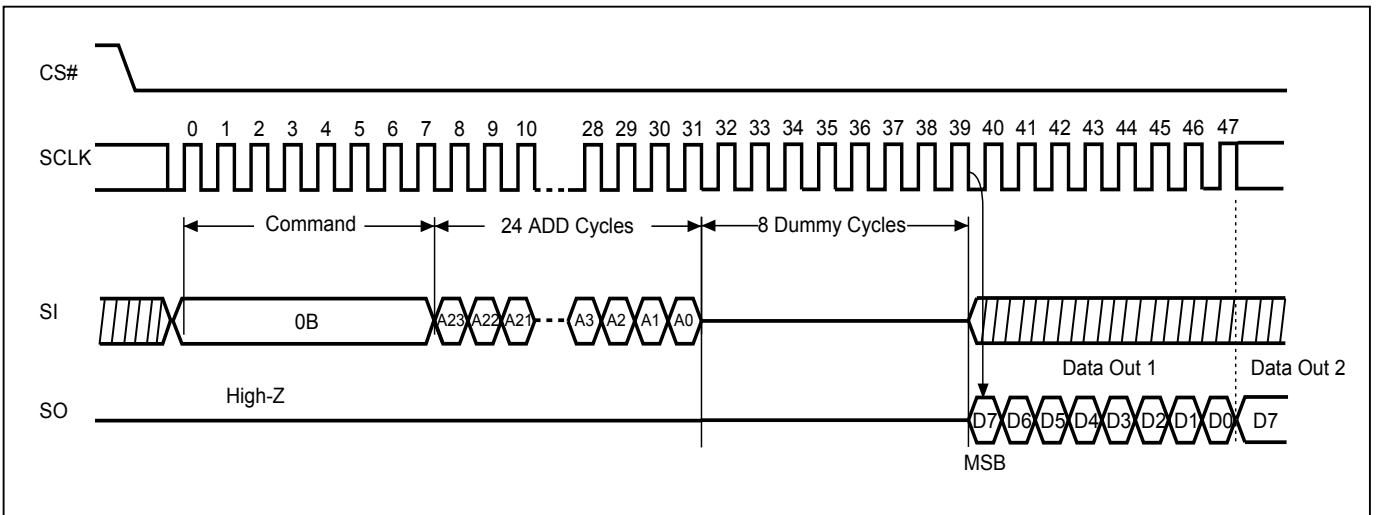 CS#
0 1 2 3 4 5 6 7 8 9 10 28 29 30 31 32 33 34 35 36 37 38 39 40 41 42 43 44 45 46 47
SCLK
Command 24 ADD Cycles 8 Dummy Cycles
SI 0B A23 A22 A21 A3 A2 A1 A0
Data Out 1 Data Out 2
High-Z
SO D7 D6 D5 D4 D3 D2 D1 D0 D7
MSB